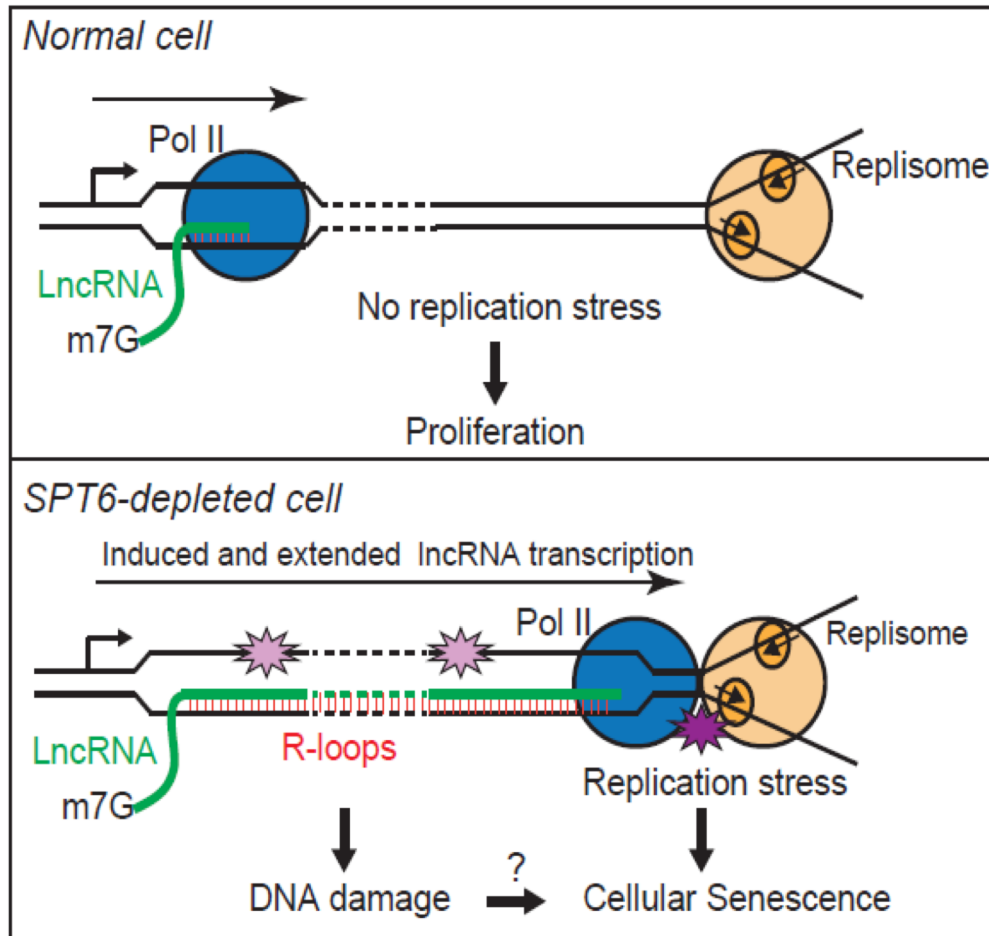 Normal cell
Pol II
Replisome
LncRNA
m7G
No replication stress
Proliferation
SPT6-depleted cell
Induced and extended lncRNA transcription
Pol II
Replisome
LncRNA
R-loops
m7G
Replication stress
DNA damage
?
Cellular Senescence